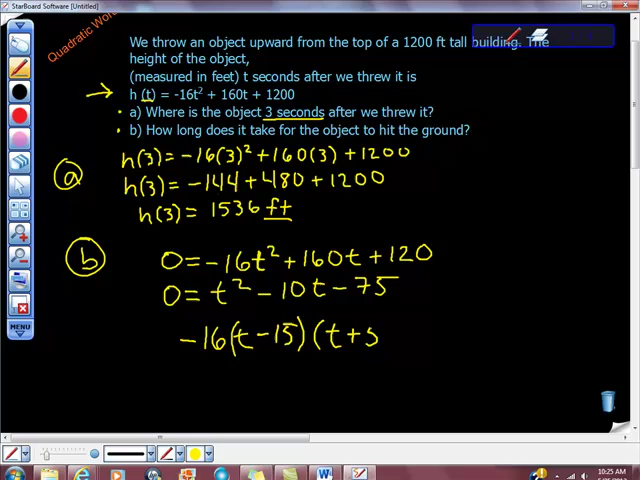 StarBoard Software [Untitled]
Quadratic Word
We throw an object upward from the top of a 1200 ft tall building. The
height of the object,
(measured in feet) t seconds after we threw it is
h (t) = -16t² + 160t + 1200
• a) Where is the object 3 seconds after we threw it?
• b) How long does it take for the object to hit the ground?
a
h(3) = -16(3)² + 160(3) + 1200
h(3) = -144 + 480 + 1200
h(3) = 1536 ft
b
0 = -16t² + 160t + 120
0 = t² - 10t - 75
-16(t - 15)(t + 5
MENU
10:25 AM